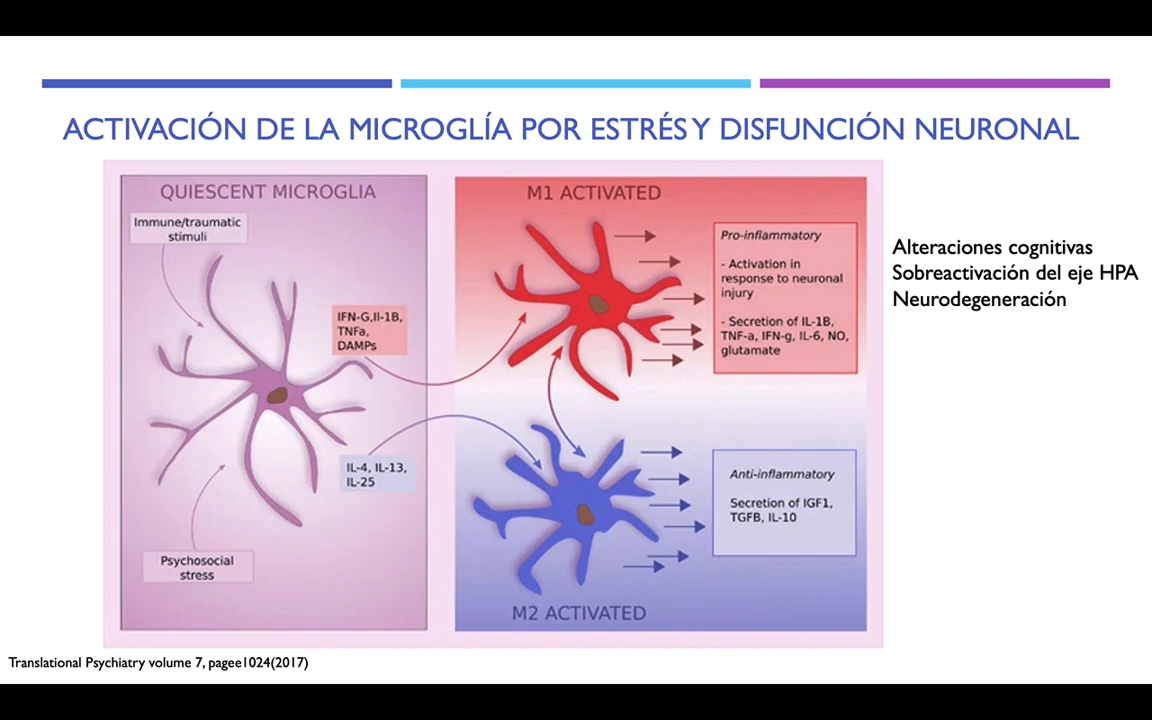 ACTIVACIÓN DE LA MICROGLÍA POR ESTRÉS Y DISFUNCIÓN NEURONAL
QUIESCENT MICROGLIA
Immune/traumatic
stimuli
IFN-G,Il-1B,
TNFa,
DAMPs
IL-4, IL-13,
IL-25
Psychosocial
stress
M1 ACTIVATED
Pro-inflammatory
- Activation in
response to neuronal
injury
- Secretion of IL-1B,
TNF-a, IFN-g, IL-6, NO,
glutamate
Anti-inflammatory
Secretion of IGF1,
TGFB, IL-10
M2 ACTIVATED
Alteraciones cognitivas
Sobreactivación del eje HPA
Neurodegeneración
Translational Psychiatry volume 7, pagee1024(2017)